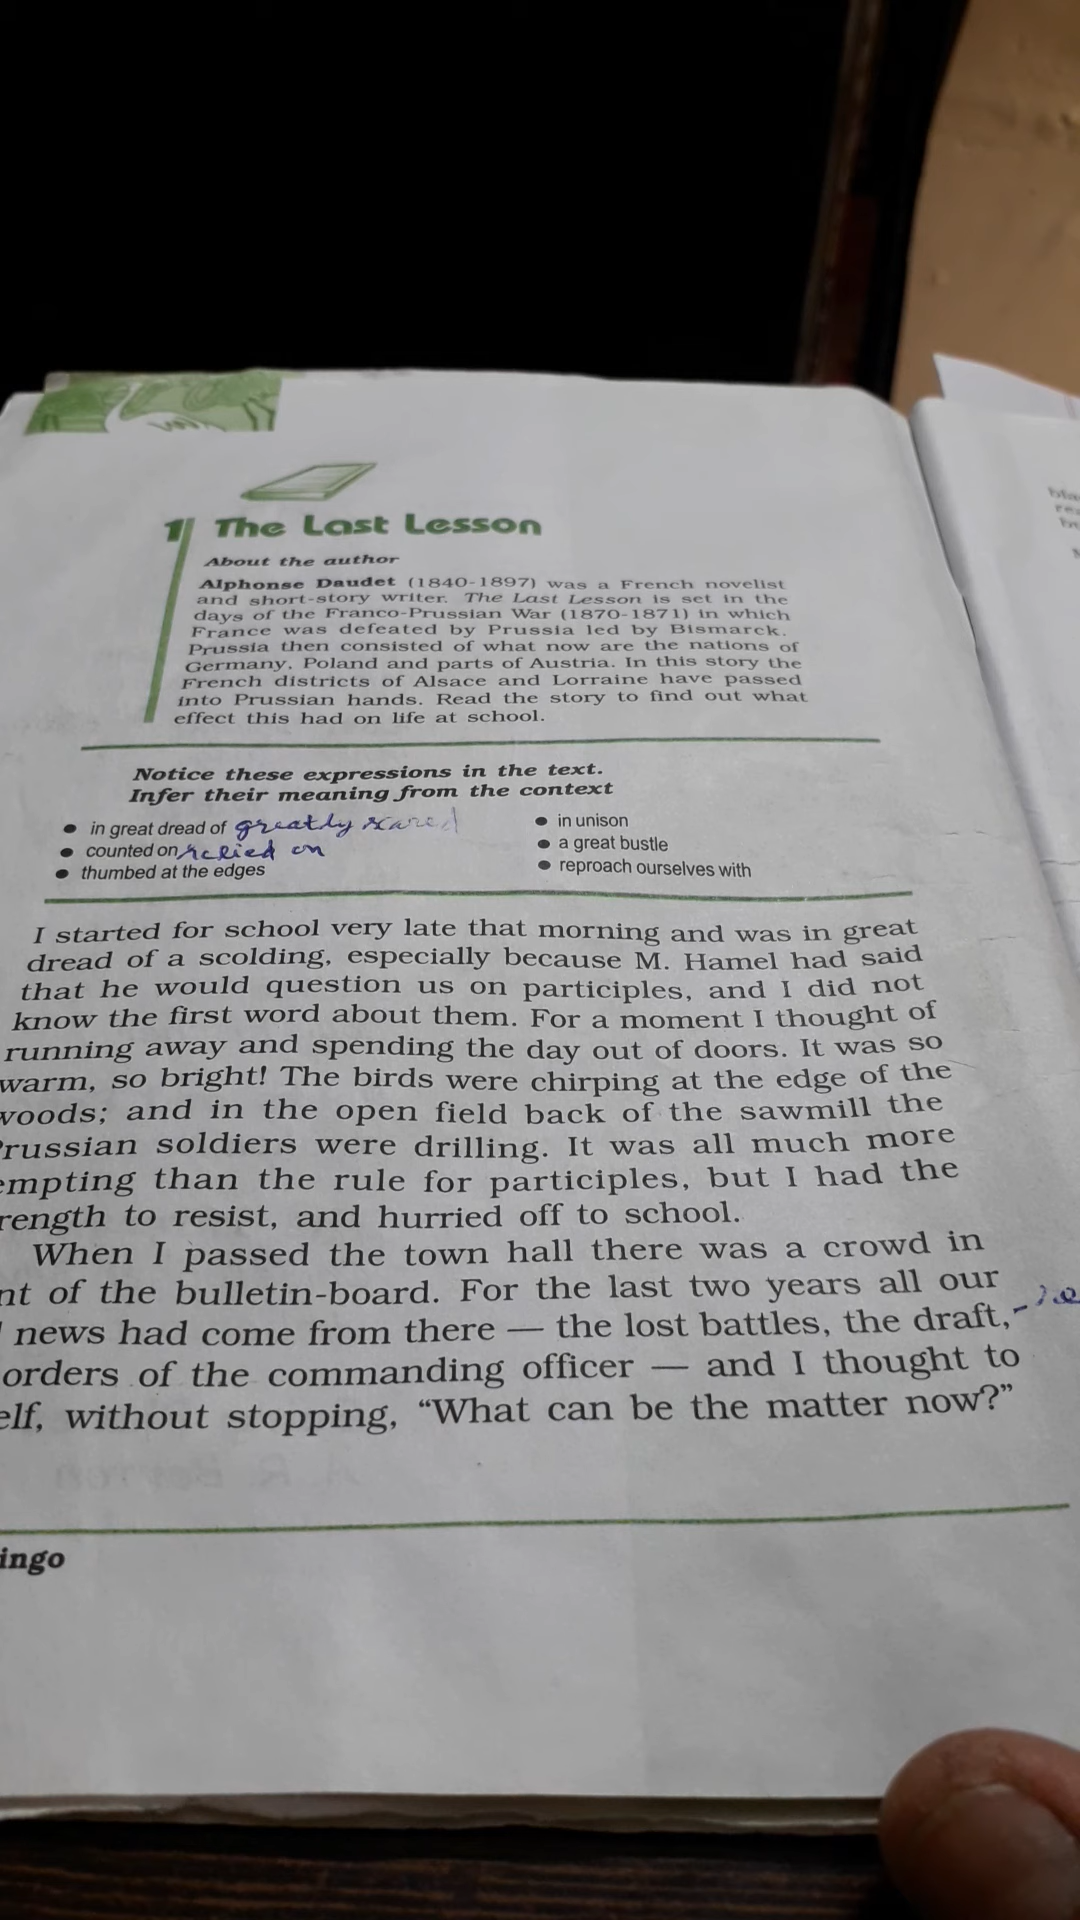 1 The Last Lesson
About the author
Alphonse Daudet (1840-1897) was a French novelist
and short-story writer. The Last Lesson is set in the
days of the Franco-Prussian War (1870-1871) in which
France was defeated by Prussia led by Bismarck.
Prussia then consisted of what now are the nations of
Germany, Poland and parts of Austria. In this story the
French districts of Alsace and Lorraine have passed
into Prussian hands. Read the story to find out what
effect this had on life at school.
Notice these expressions in the text.
Infer their meaning from the context
• in great dread of greatly scared
• counted on relied on
• thumbed at the edges
• in unison
• a great bustle
• reproach ourselves with
I started for school very late that morning and was in great
dread of a scolding, especially because M. Hamel had said
that he would question us on participles, and I did not
know the first word about them. For a moment I thought of
running away and spending the day out of doors. It was so
warm, so bright! The birds were chirping at the edge of the
woods; and in the open field back of the sawmill the
russian soldiers were drilling. It was all much more
empting than the rule for participles, but I had the
rength to resist, and hurried off to school.
When I passed the town hall there was a crowd in
nt of the bulletin-board. For the last two years all our
news had come from there — the lost battles, the draft,
orders of the commanding officer — and I thought to
elf, without stopping, “What can be the matter now?”
ingo